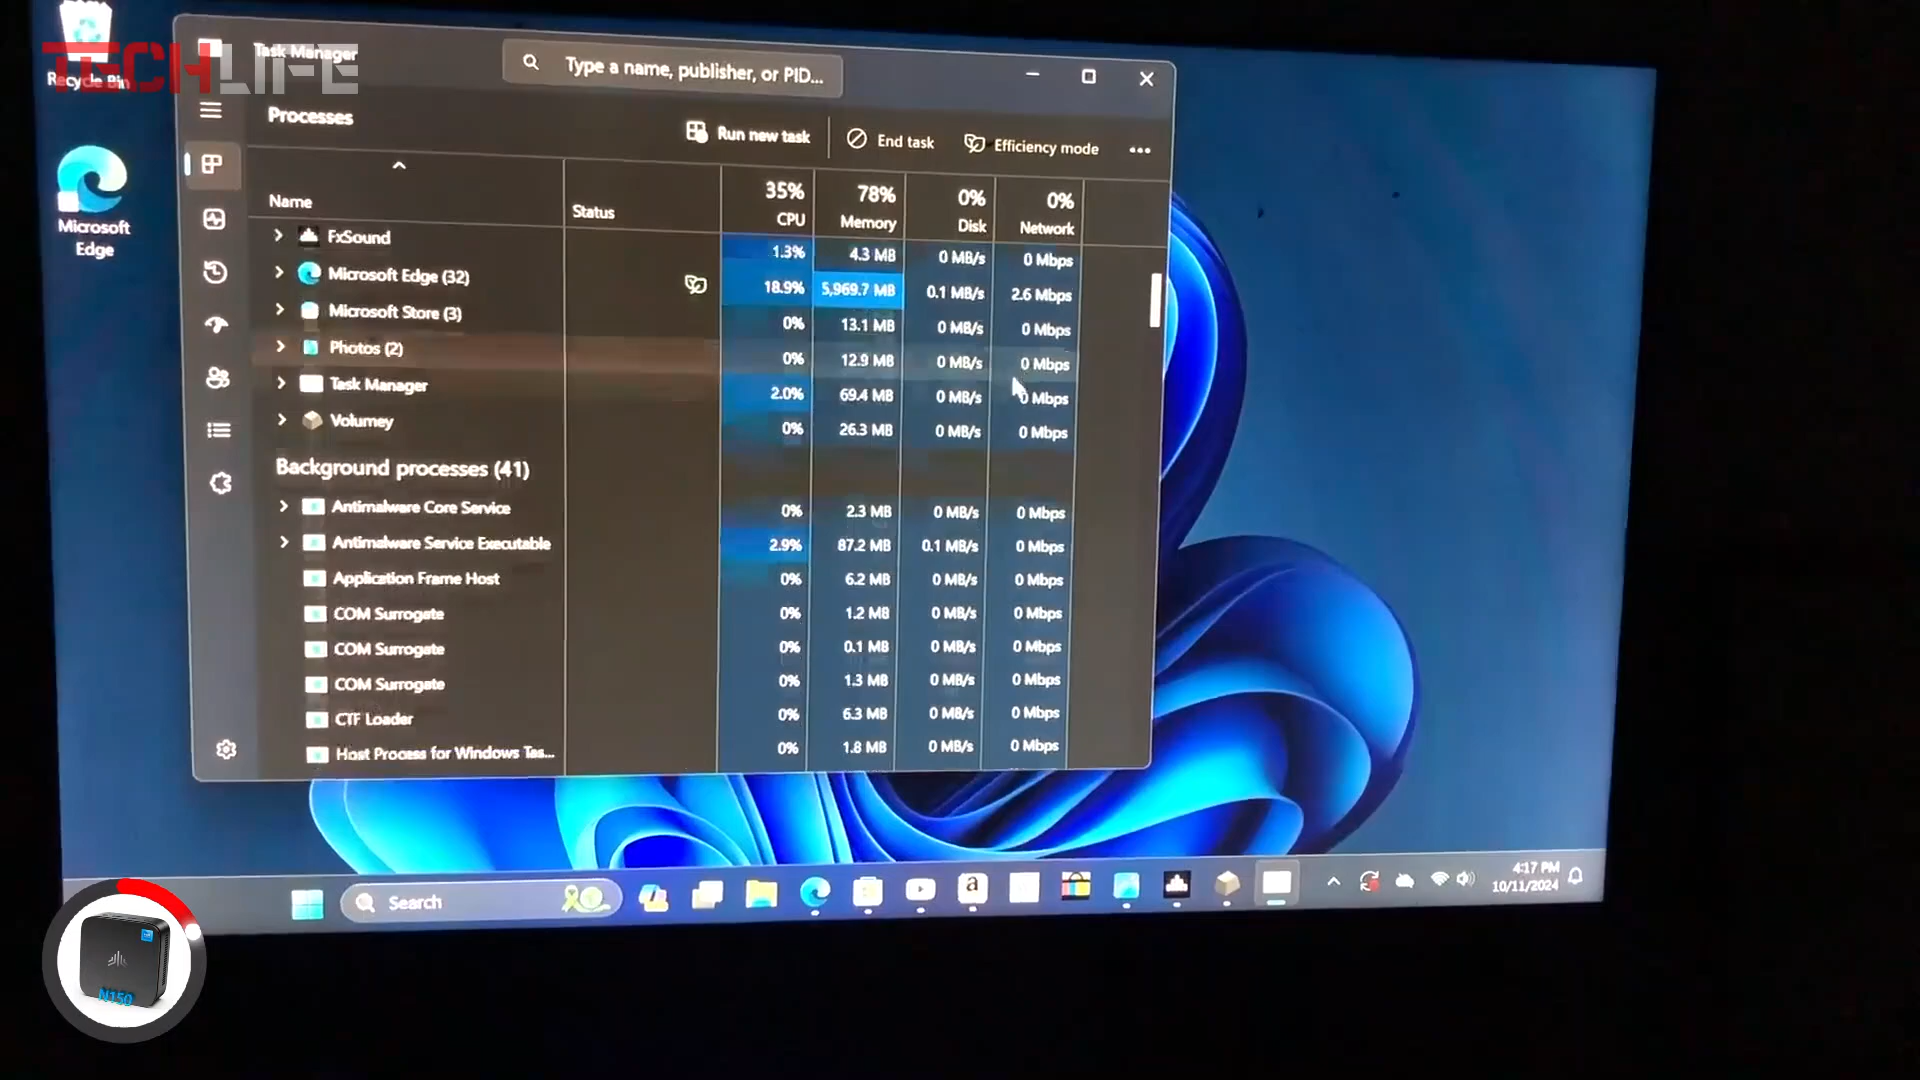 TECHLIFE
Recycle Bin
Microsoft
Edge
Task Manager
Type a name, publisher, or PID...
Processes
Run new task
End task
Efficiency mode
Name
Status
35%
CPU
78%
Memory
0%
Disk
0%
Network
FxSound 1.3% 4.3 MB 0 MB/s 0 Mbps
Microsoft Edge (32) 18.9% 5,969.7 MB 0.1 MB/s 2.6 Mbps
Microsoft Store (3) 0% 13.1 MB 0 MB/s 0 Mbps
Photos (2) 0% 12.9 MB 0 MB/s 0 Mbps
Task Manager 2.0% 69.4 MB 0 MB/s 0 Mbps
Volumey 0% 26.3 MB 0 MB/s 0 Mbps
Background processes (41)
Antimalware Core Service 0% 2.3 MB 0 MB/s 0 Mbps
Antimalware Service Executable 2.9% 87.2 MB 0.1 MB/s 0 Mbps
Application Frame Host 0% 6.2 MB 0 MB/s 0 Mbps
COM Surrogate 0% 1.2 MB 0 MB/s 0 Mbps
COM Surrogate 0% 0.1 MB 0 MB/s 0 Mbps
COM Surrogate 0% 1.3 MB 0 MB/s 0 Mbps
CTF Loader 0% 6.3 MB 0 MB/s 0 Mbps
Host Process for Windows Tas... 0% 1.8 MB 0 MB/s 0 Mbps
Search
a
4:17 PM
10/11/2024
N150